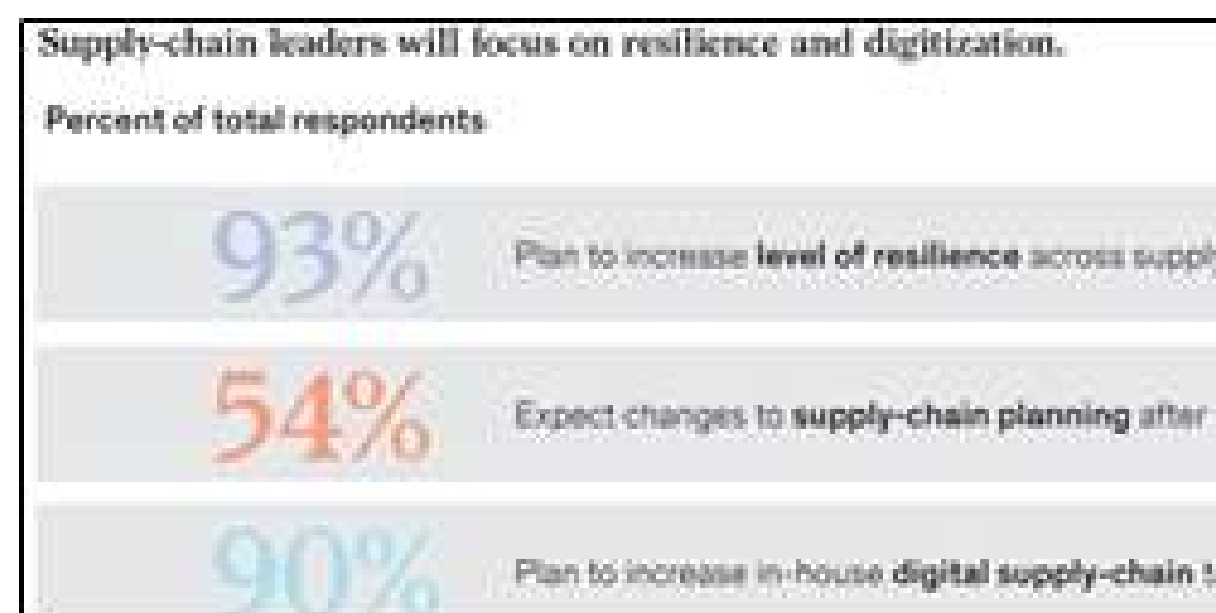 Supply-chain leaders will focus on resilience and digitization.
Percent of total respondents
93%
Plan to increase level of resilience across supply
54%
Expect changes to supply-chain planning after
90%
Plan to increase in-house digital supply-chain